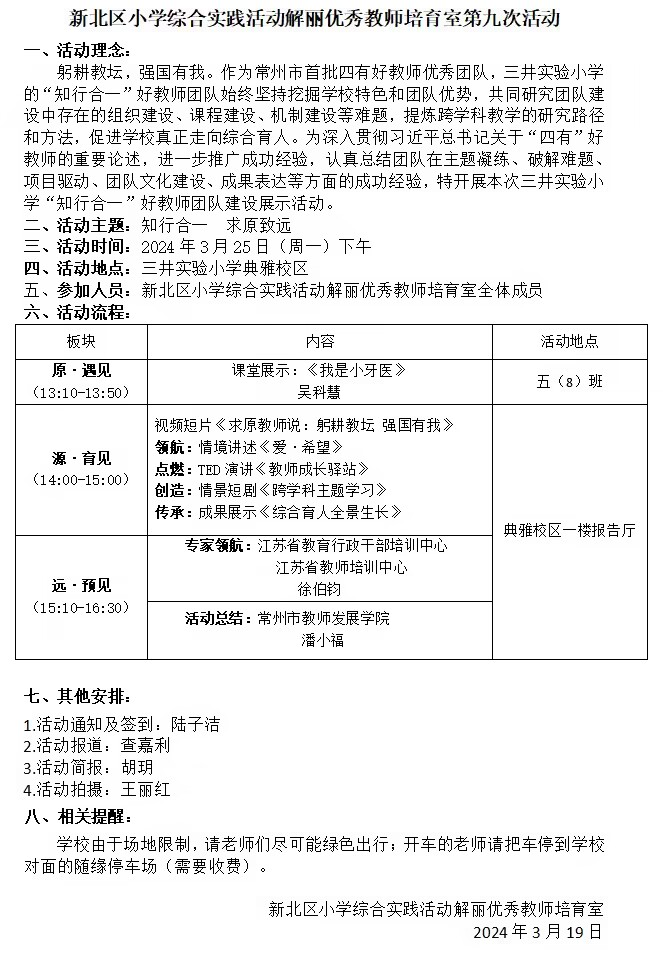 新北区小学综合实践活动解丽优秀教师培育室第九次活动
一、活动理念：
躬耕教坛，强国有我。作为常州市首批四有好教师优秀团队，三井实验小学
的“知行合一”好教师团队始终坚持挖掘学校特色和团队优势，共同研究团队建
设中存在的组织建设、课程建设、机制建设等难题，提炼跨学科教学的研究路径
和方法，促进学校真正走向综合育人。为深入贯彻习近平总书记关于“四有”好
教师的重要论述，进一步推广成功经验，认真总结团队在主题凝练、破解难题、
项目驱动、团队文化建设、成果表达等方面的成功经验，特开展本次三井实验小
学“知行合一”好教师团队建设展示活动。
二、活动主题：知行合一 求原致远
三、活动时间：2024年3月25日（周一）下午
四、活动地点：三井实验小学典雅校区
五、参加人员：新北区小学综合实践活动解丽优秀教师培育室全体成员
六、活动流程：
板块 内容 活动地点
原·遇见
（13:10-13:50）
课堂展示：《我是小牙医》
吴科慧
五（8）班
源·育见
（14:00-15:00）
视频短片《求原教师说：躬耕教坛 强国有我》
领航：情境讲述《爱·希望》
点燃：TED演讲《教师成长驿站》
创造：情景短剧《跨学科主题学习》
传承：成果展示《综合育人全景生长》
典雅校区一楼报告厅
远·预见
（15:10-16:30）
专家领航：江苏省教育行政干部培训中心
江苏省教师培训中心
徐伯钧
活动总结：常州市教师发展学院
潘小福
七、其他安排：
1.活动通知及签到：陆子洁
2.活动报道：查嘉利
3.活动简报：胡玥
4.活动拍摄：王丽红
八、相关提醒：
学校由于场地限制，请老师们尽可能绿色出行；开车的老师请把车停到学校
对面的随缘停车场（需要收费）。
新北区小学综合实践活动解丽优秀教师培育室
2024年3月19日